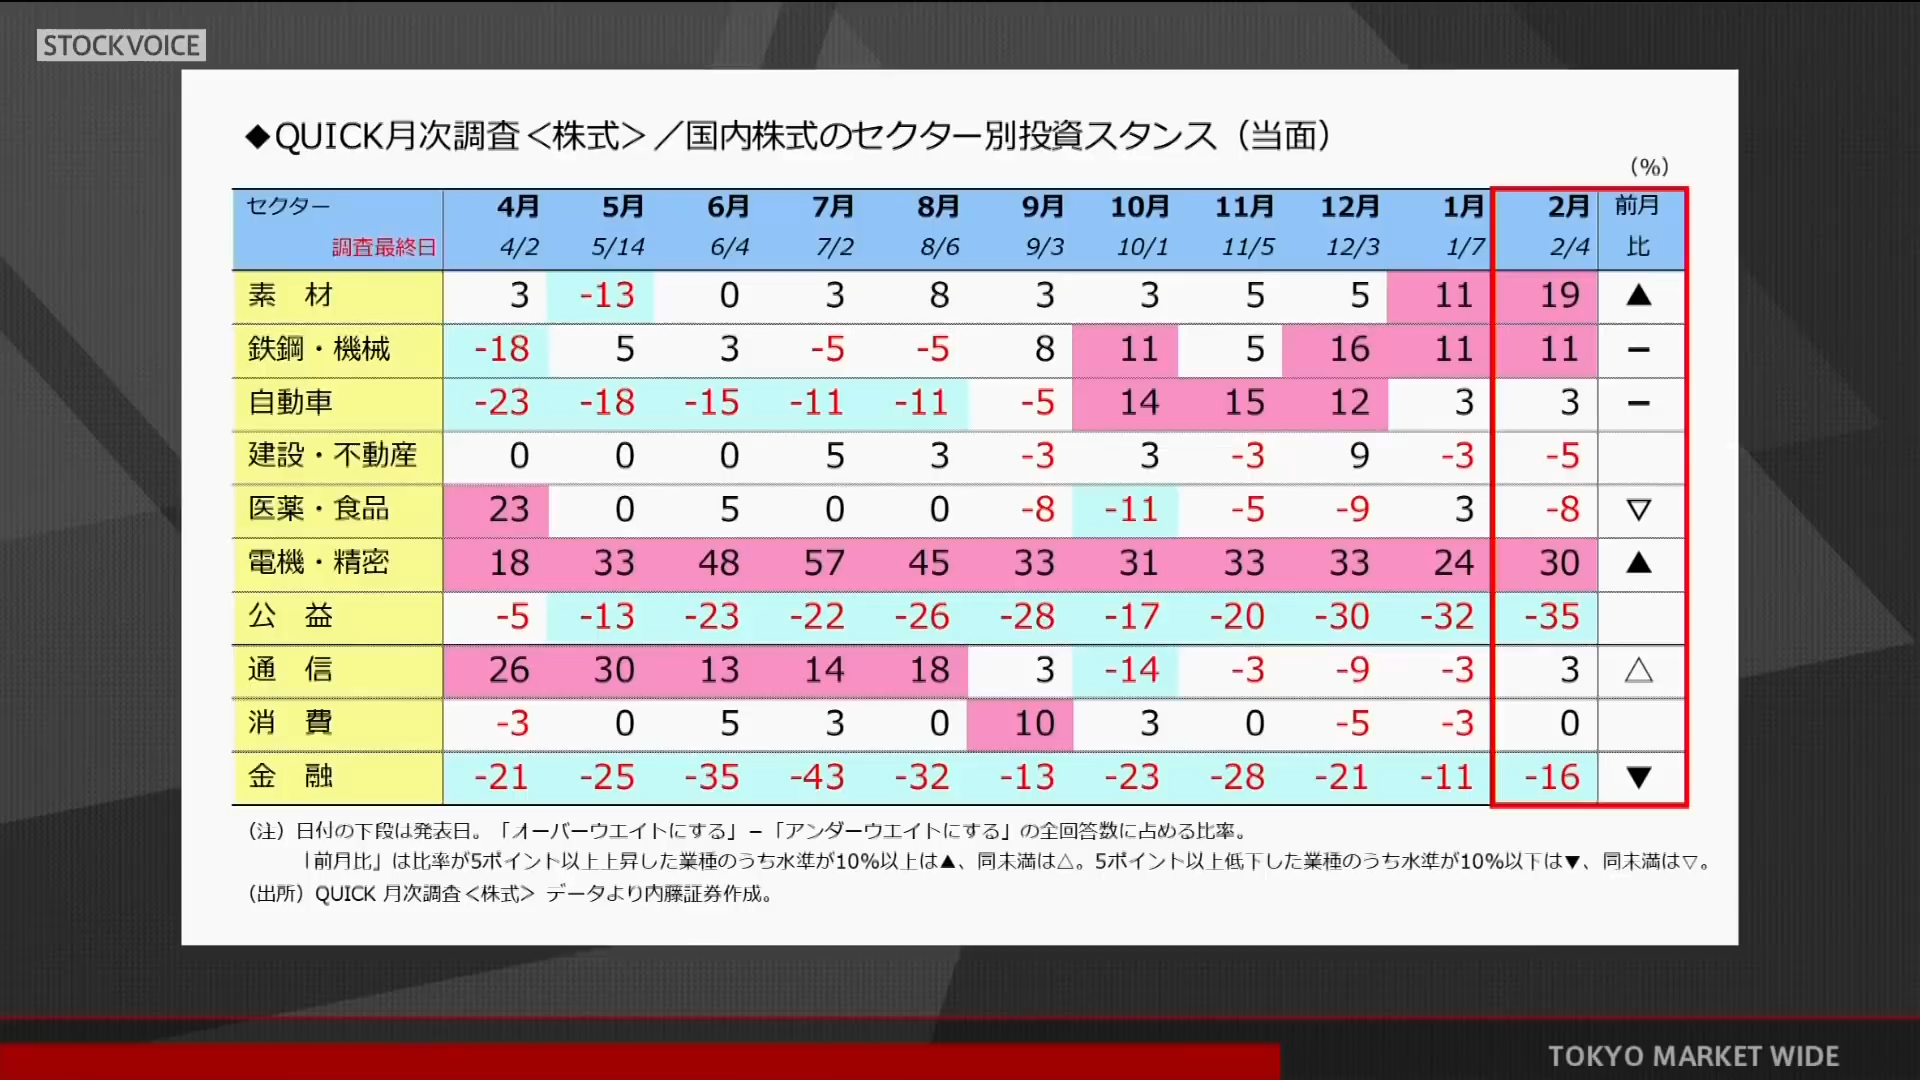 STOCKVOICE
◆QUICK月次調査＜株式＞／国内株式のセクター別投資スタンス（当面）
（%）
セクター 4月 5月 6月 7月 8月 9月 10月 11月 12月 1月 2月 前月
調査最終日 4/2 5/14 6/4 7/2 8/6 9/3 10/1 11/5 12/3 1/7 2/4 比
素　材 3 -13 0 3 8 3 3 5 5 11 19 ▲
鉄鋼・機械 -18 5 3 -5 -5 8 11 5 16 11 11 －
自動車 -23 -18 -15 -11 -11 -5 14 15 12 3 3 －
建設・不動産 0 0 0 5 3 -3 3 -3 9 -3 -5
医薬・食品 23 0 5 0 0 -8 -11 -5 -9 3 -8 ▽
電機・精密 18 33 48 57 45 33 31 33 33 24 30 ▲
公　益 -5 -13 -23 -22 -26 -28 -17 -20 -30 -32 -35
通　信 26 30 13 14 18 3 -14 -3 -9 -3 3 △
消　費 -3 0 5 3 0 10 3 0 -5 -3 0
金　融 -21 -25 -35 -43 -32 -13 -23 -28 -21 -11 -16 ▼
（注）日付の下段は発表日。「オーバーウエイトにする」－「アンダーウエイトにする」の全回答数に占める比率。
「前月比」は比率が5ポイント以上上昇した業種のうち水準が10%以上は▲、同未満は△。5ポイント以上低下した業種のうち水準が10%以下は▼、同未満は▽。
（出所）QUICK 月次調査＜株式＞ データより内藤証券作成。
TOKYO MARKET WIDE